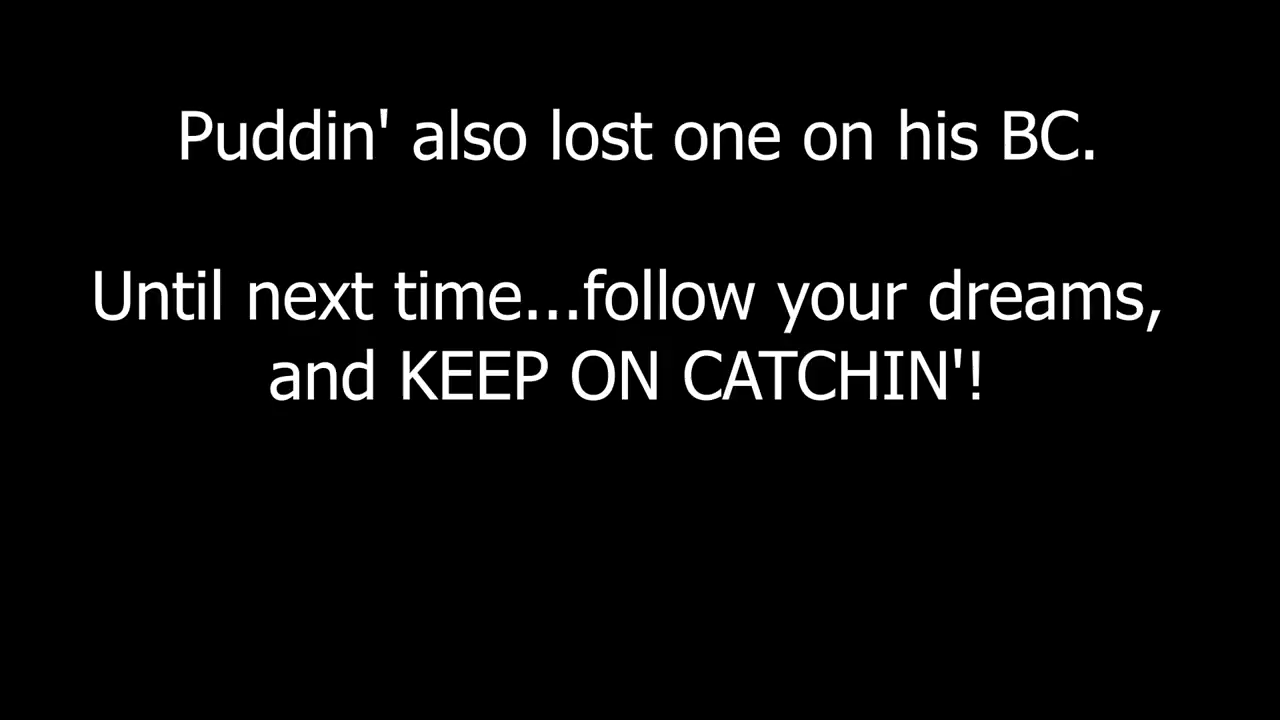 Puddin' also lost one on his BC.
Until next time...follow your dreams,
and KEEP ON CATCHIN'!